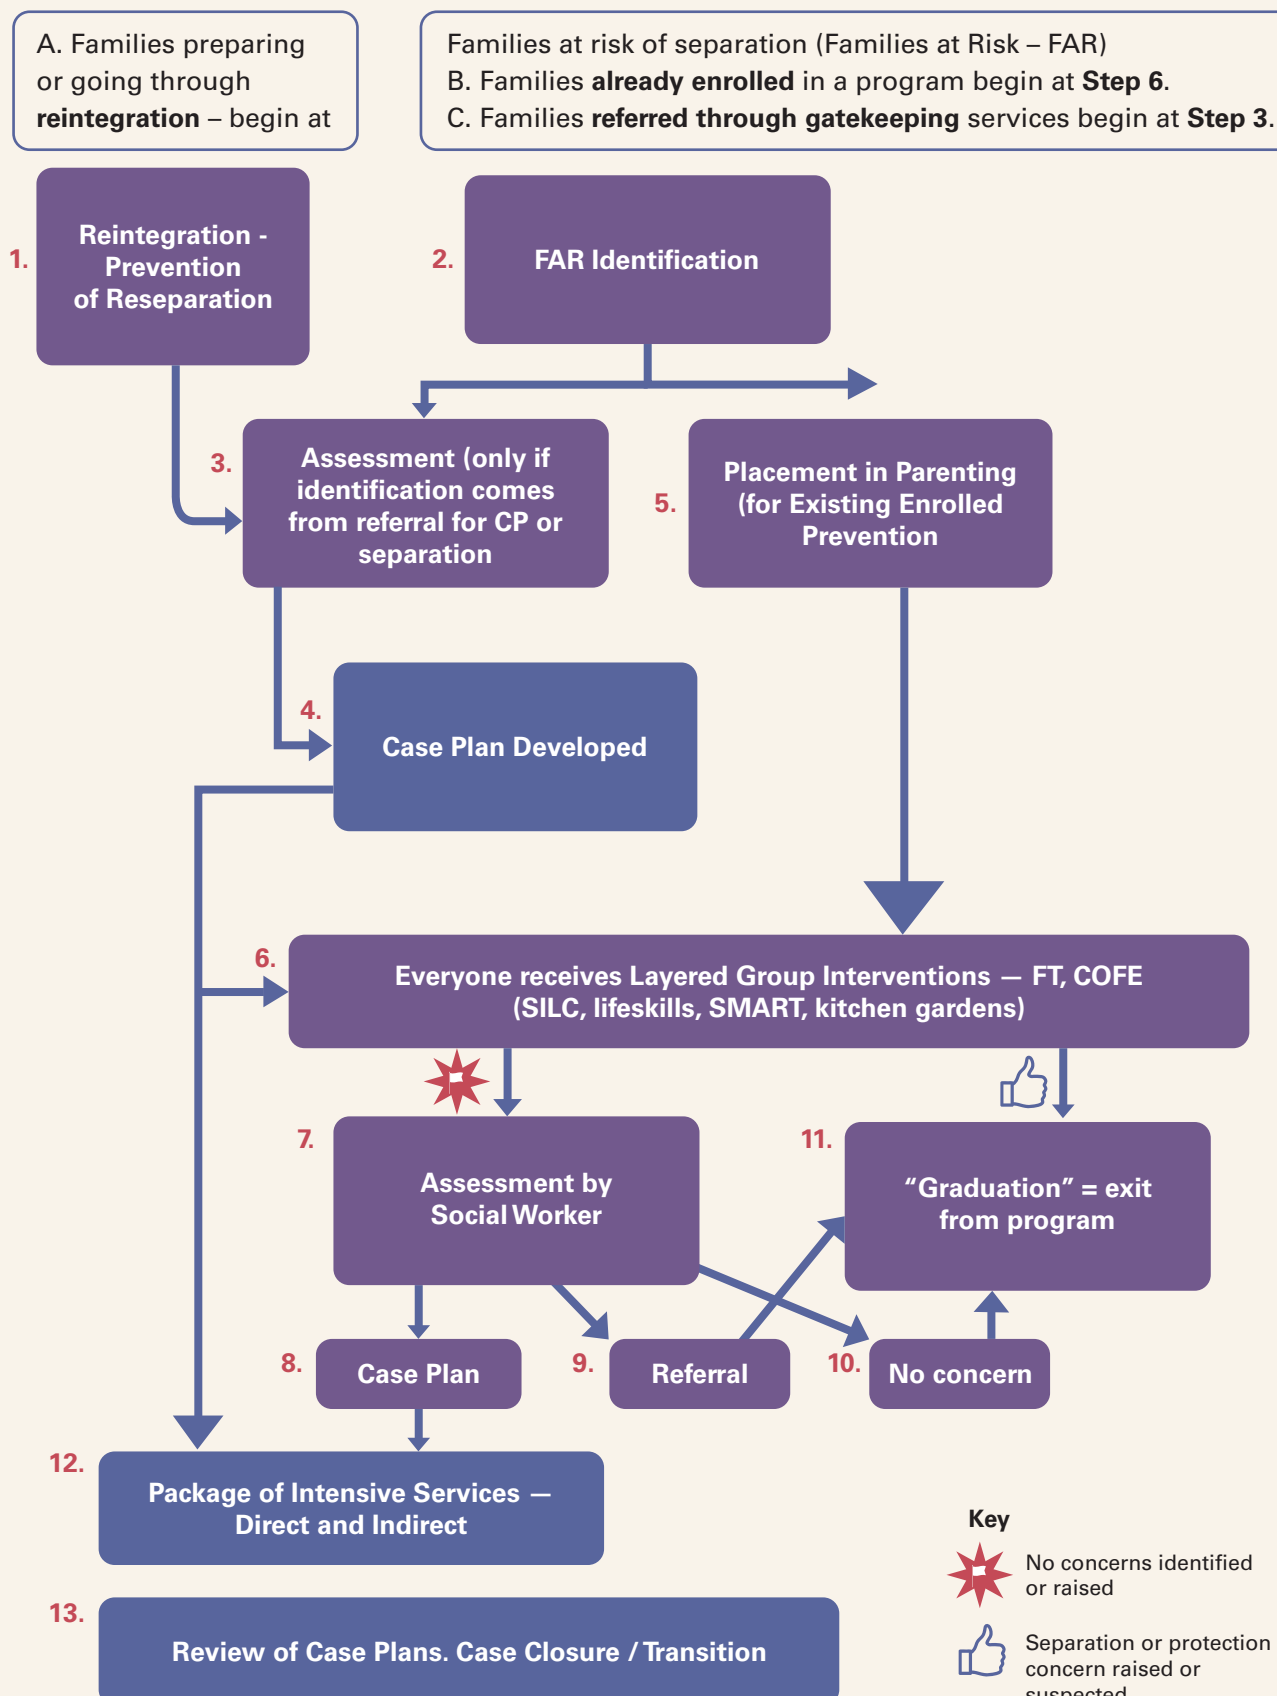 A. Families preparing
or going through
reintegration – begin at
Families at risk of separation (Families at Risk – FAR)
B. Families already enrolled in a program begin at Step 6.
C. Families referred through gatekeeping services begin at Step 3.
1.
Reintegration -
Prevention
of Reseparation
2.
FAR Identification
3.
Assessment (only if
identification comes
from referral for CP or
separation
5.
Placement in Parenting
(for Existing Enrolled
Prevention
4.
Case Plan Developed
6.
Everyone receives Layered Group Interventions — FT, COFE
(SILC, lifeskills, SMART, kitchen gardens)
7.
Assessment by
Social Worker
11.
“Graduation” = exit
from program
8.
Case Plan
9.
Referral
10.
No concern
12.
Package of Intensive Services —
Direct and Indirect
Key
No concerns identified
or raised
Separation or protection
concern raised or
suspected
13.
Review of Case Plans. Case Closure / Transition